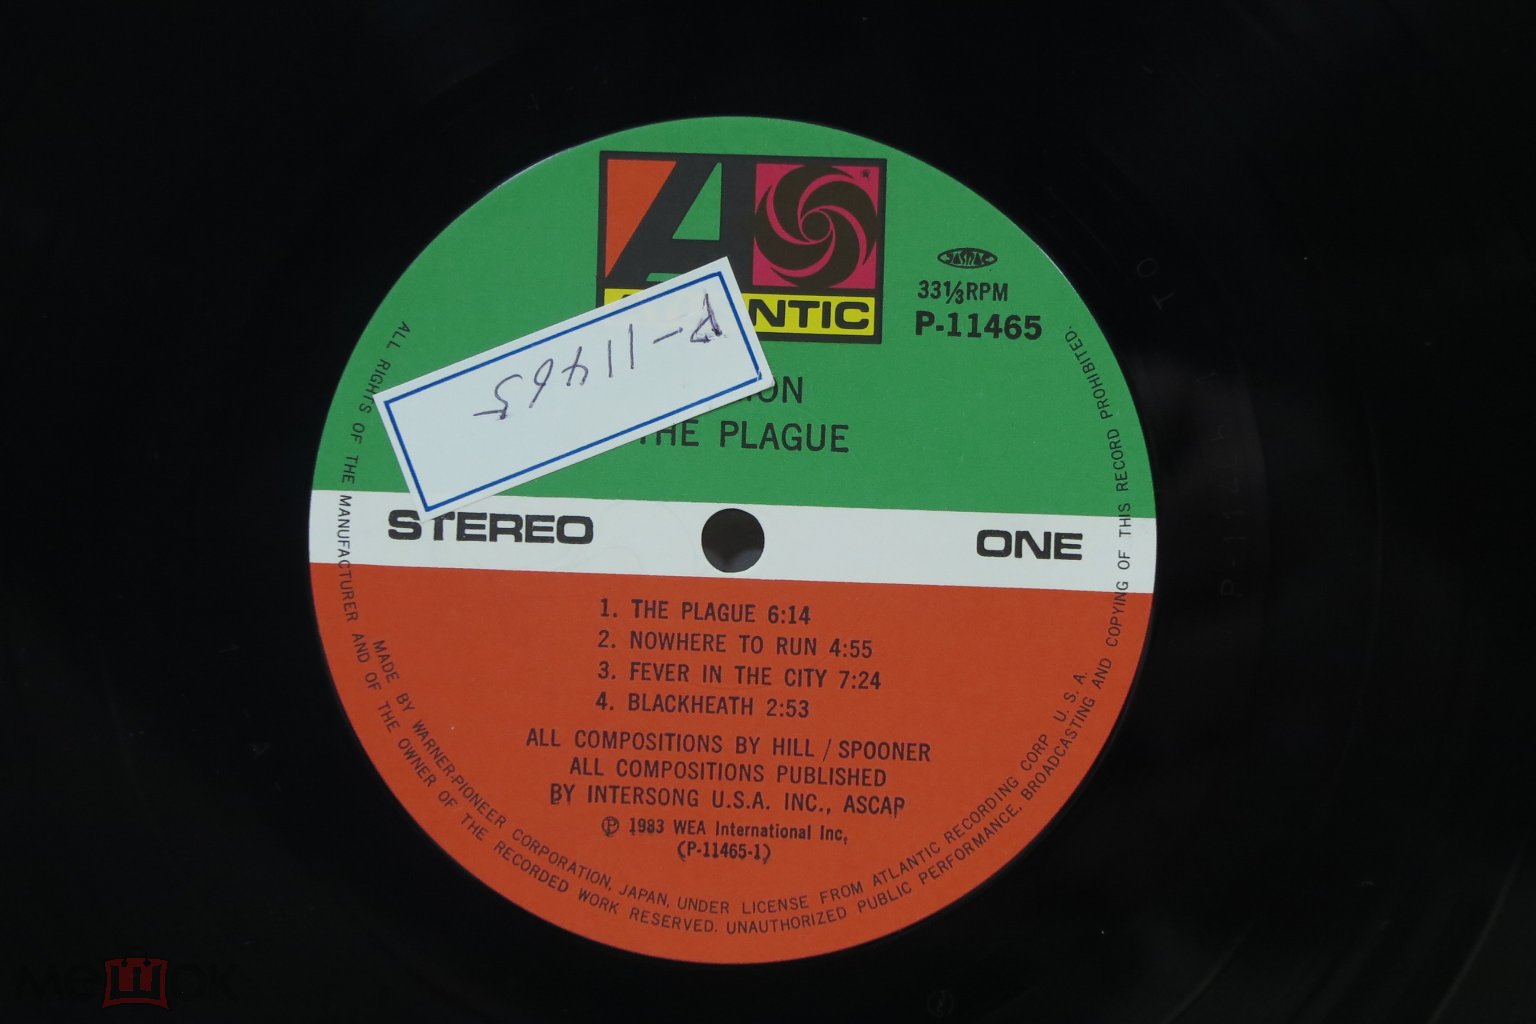 NTIC
JASRAC
33⅓RPM
P-11465
P-11465
ION
THE PLAGUE
STEREO
ONE
1. THE PLAGUE 6:14
2. NOWHERE TO RUN 4:55
3. FEVER IN THE CITY 7:24
4. BLACKHEATH 2:53
ALL COMPOSITIONS BY HILL / SPOONER
ALL COMPOSITIONS PUBLISHED
BY INTERSONG U.S.A. INC., ASCAP
Ⓟ 1983 WEA International Inc,
(P-11465-1)
MADE BY WARNER-PIONEER CORPORATION, JAPAN, UNDER LICENSE FROM ATLANTIC RECORDING CORP U. S. A.
ALL RIGHTS OF THE MANUFACTURER AND OF THE OWNER OF THE RECORDED WORK RESERVED. UNAUTHORIZED PUBLIC PERFORMANCE, BROADCASTING AND COPYING OF THIS RECORD PROHIBITED.
мешок